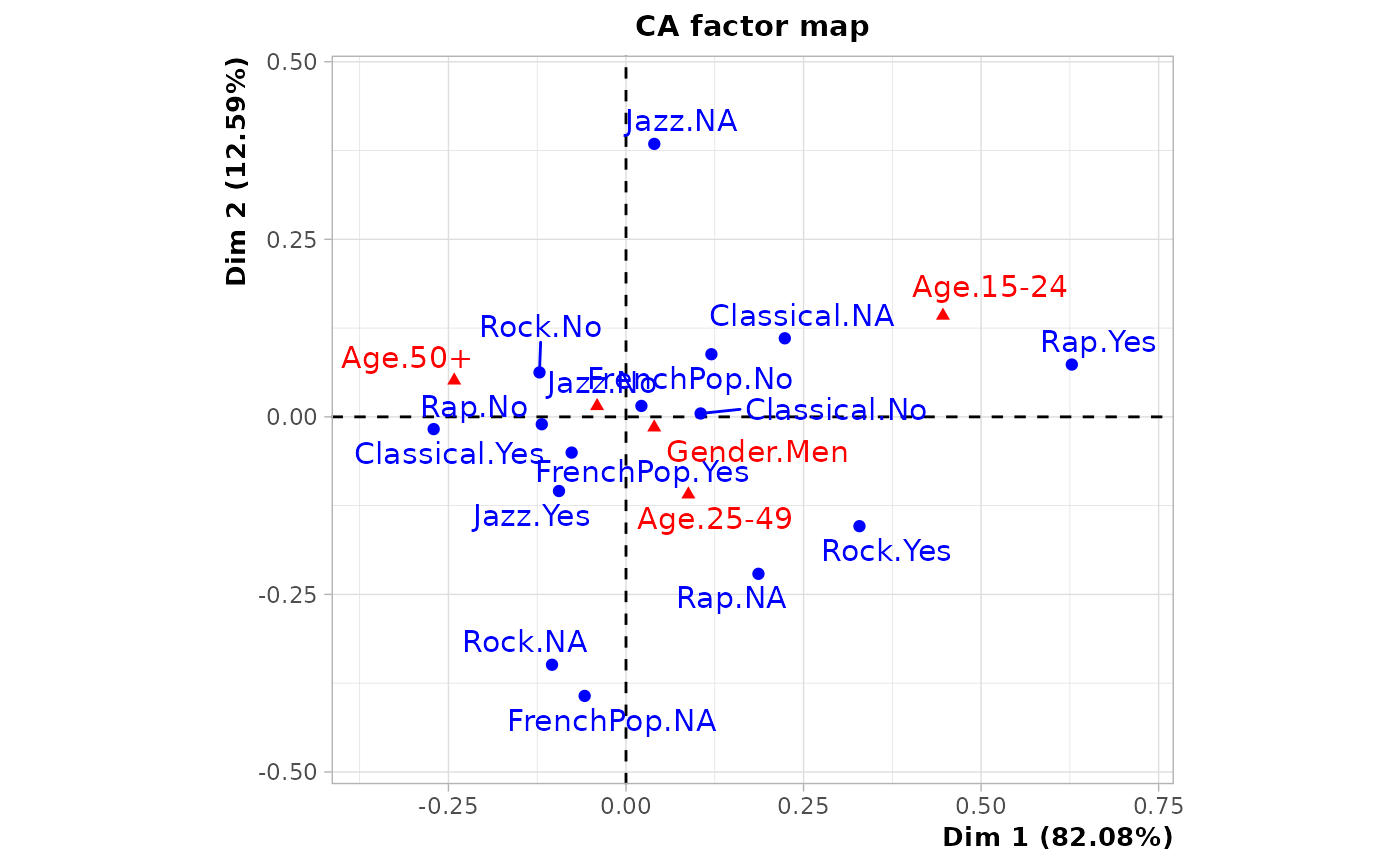 CA factor map
Dim 2 (12.59%)
0.50
0.25
0.00
-0.25
-0.50
Jazz.NA
Age.15-24
Classical.NA
Rock.No
Rap.Yes
Age.50+
FrenchPop.No
Jazz.No
Rap.No
Classical.No
Classical.Yes
Gender.Men
FrenchPop.Yes
Jazz.Yes
Age.25-49
Rock.Yes
Rap.NA
Rock.NA
FrenchPop.NA
-0.25
0.00
0.25
0.50
0.75
Dim 1 (82.08%)